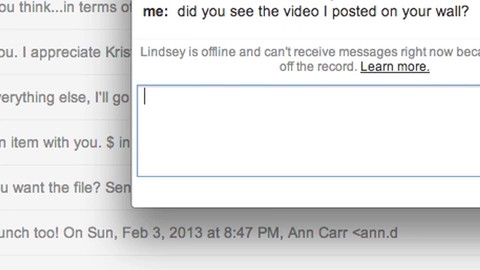 ou think...in terms of
me: did you see the video I posted on your wall?
ou. I appreciate Kris
Lindsey is offline and can't receive messages right now beca
off the record. Learn more.
verything else, I'll go
n item with you. $ in
u want the file? Sen
unch too! On Sun, Feb 3, 2013 at 8:47 PM, Ann Carr <ann.d